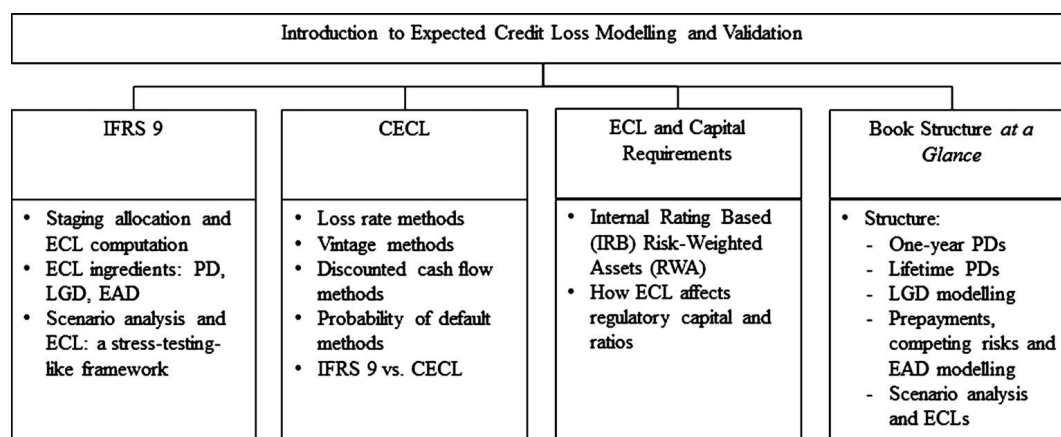 Introduction to Expected Credit Loss Modelling and Validation
IFRS 9
• Staging allocation and
ECL computation
• ECL ingredients: PD,
LGD, EAD
• Scenario analysis and
ECL: a stress-testing-
like framework
CECL
• Loss rate methods
• Vintage methods
• Discounted cash flow
methods
• Probability of default
methods
• IFRS 9 vs. CECL
ECL and Capital
Requirements
• Internal Rating Based
(IRB) Risk-Weighted
Assets (RWA)
• How ECL affects
regulatory capital and
ratios
Book Structure at a
Glance
• Structure:
- One-year PDs
- Lifetime PDs
- LGD modelling
- Prepayments,
competing risks and
EAD modelling
- Scenario analysis
and ECLs